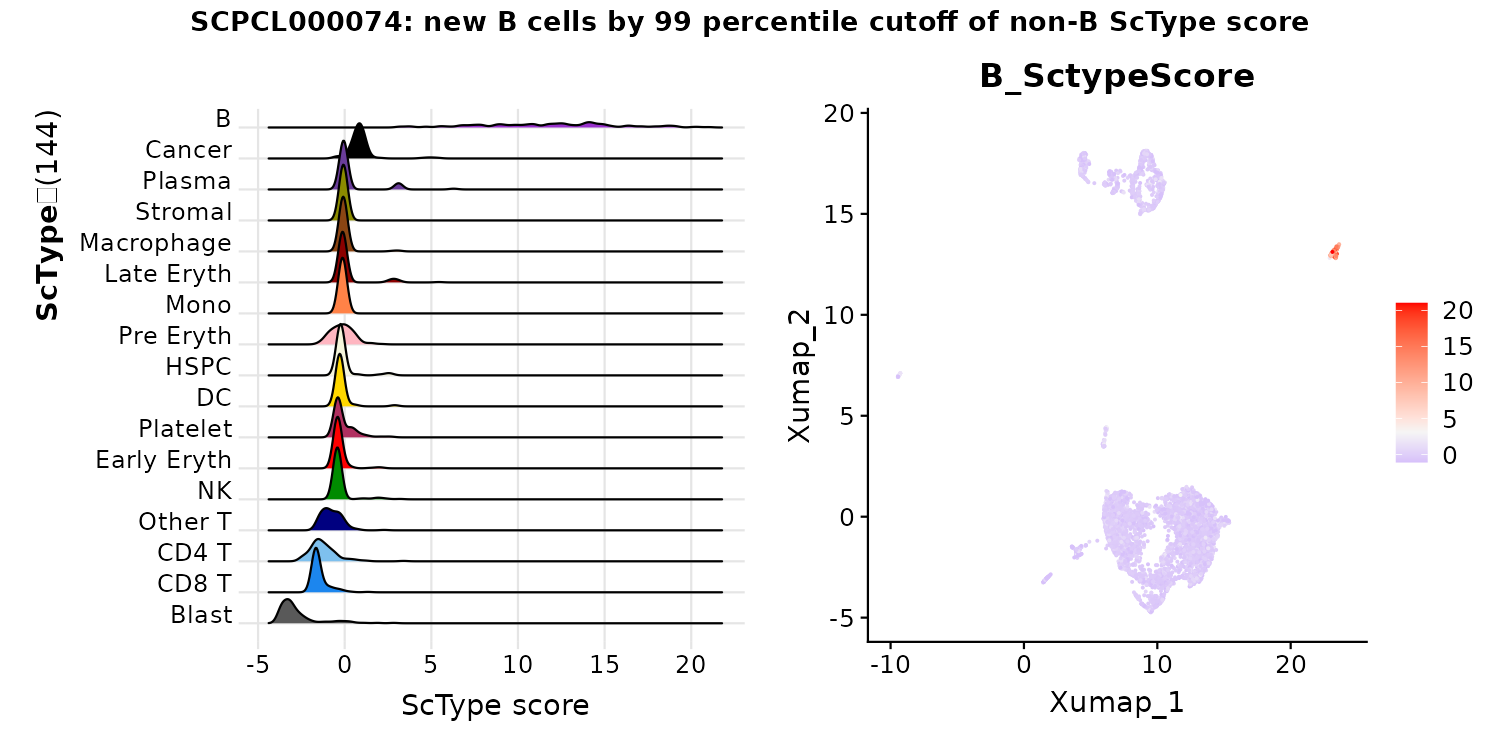 SCPCL000074: new B cells by 99 percentile cutoff of non-B ScType score
ScType□(144)
B
Cancer
Plasma
Stromal
Macrophage
Late Eryth
Mono
Pre Eryth
HSPC
DC
Platelet
Early Eryth
NK
Other T
CD4 T
CD8 T
Blast
-5 0 5 10 15 20
ScType score
B_SctypeScore
Xumap_2
20
15
10
5
0
-5
-10 0 10 20
Xumap_1
20
15
10
5
0